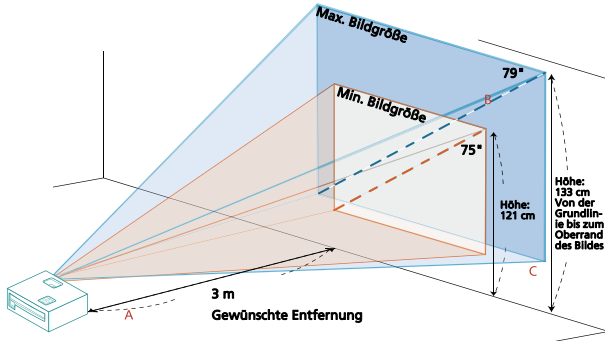 Max. Bildgröße
79"
B
Min. Bildgröße
75"
Höhe:
121 cm
Höhe:
133 cm
Von der
Grundlin-
ie bis zum
Oberrand
des Bildes
C
3 m
A
Gewünschte Entfernung